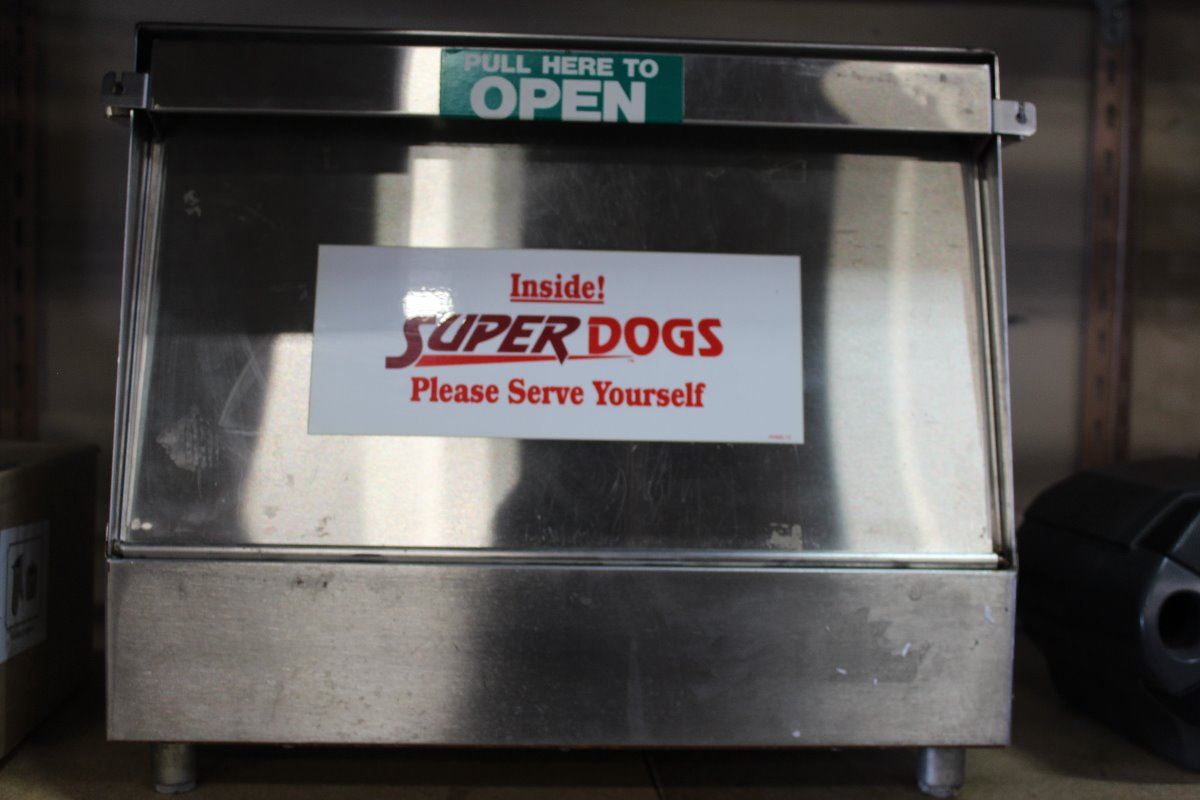 PULL HERE TO
OPEN
Inside!
SUPER DOGS
Please Serve Yourself